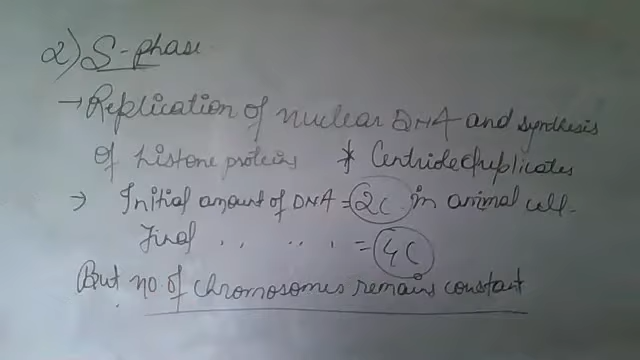 2) S-phase
→ Replication of nuclear DNA and synthesis
of histone proteins * Centriole duplicates
→ Initial amount of DNA = 2C in animal cell.
Final ,, ,, ,, = 4C
But no. of chromosomes remains constant